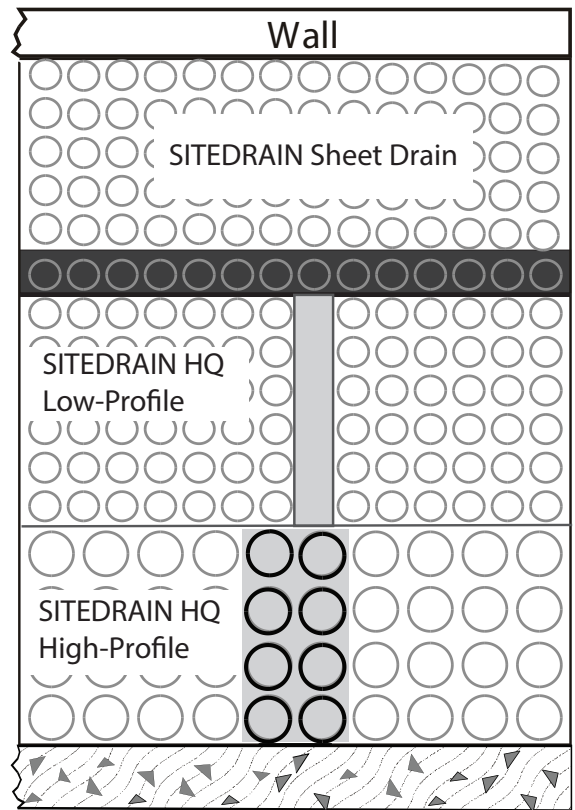 Wall
SITEDRAIN Sheet Drain
SITEDRAIN HQ
Low-Profile
SITEDRAIN HQ
High-Profile